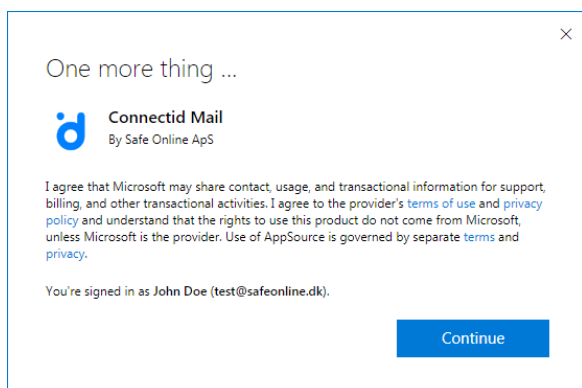 One more thing ...
Connectid Mail
By Safe Online ApS
I agree that Microsoft may share contact, usage, and transactional information for support,
billing, and other transactional activities. I agree to the provider's terms of use and privacy
policy and understand that the rights to use this product do not come from Microsoft,
unless Microsoft is the provider. Use of AppSource is governed by separate terms and
privacy.
You're signed in as John Doe (test@safeonline.dk).
Continue